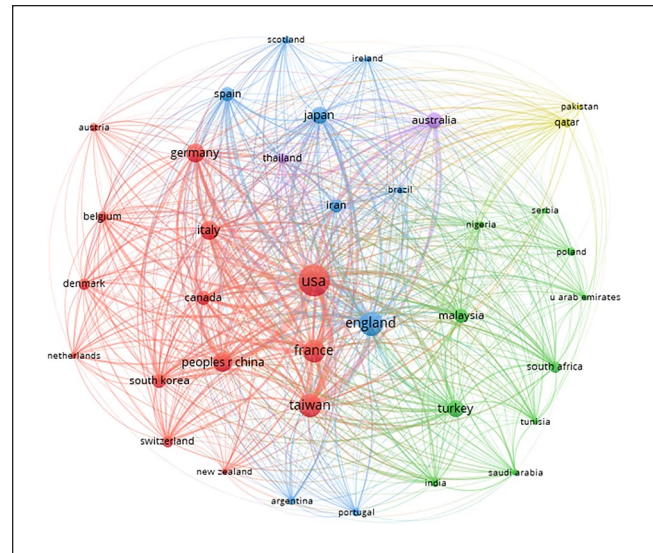 scotland
ireland
spain
pakistan
japan
australia
qatar
austria
germany
thailand
brazil
iran
serbia
belgium
nigeria
italy
poland
usa
denmark
canada
u arab emirates
malaysia
england
france
netherlands
peoples r china
south africa
south korea
taiwan
turkey
tunisia
switzerland
new zealand
saudi arabia
india
argentina
portugal